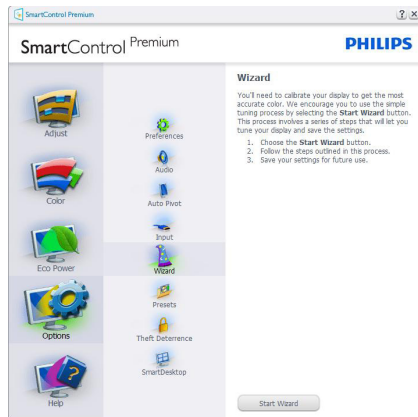 SmartControl Premium
SmartControl Premium
PHILIPS
Adjust
Color
Eco Power
Options
Help
Preferences
Audio
Auto Pivot
Input
Wizard
Presets
Theft Deterrence
SmartDesktop
Wizard
You'll need to calibrate your display to get the most
accurate color. We encourage you to use the simple
tuning process by selecting the Start Wizard button.
This process involves a series of steps that will let you
tune your display and save the settings.
1. Choose the Start Wizard button.
2. Follow the steps outlined in this process.
3. Save your settings for future use.
Start Wizard